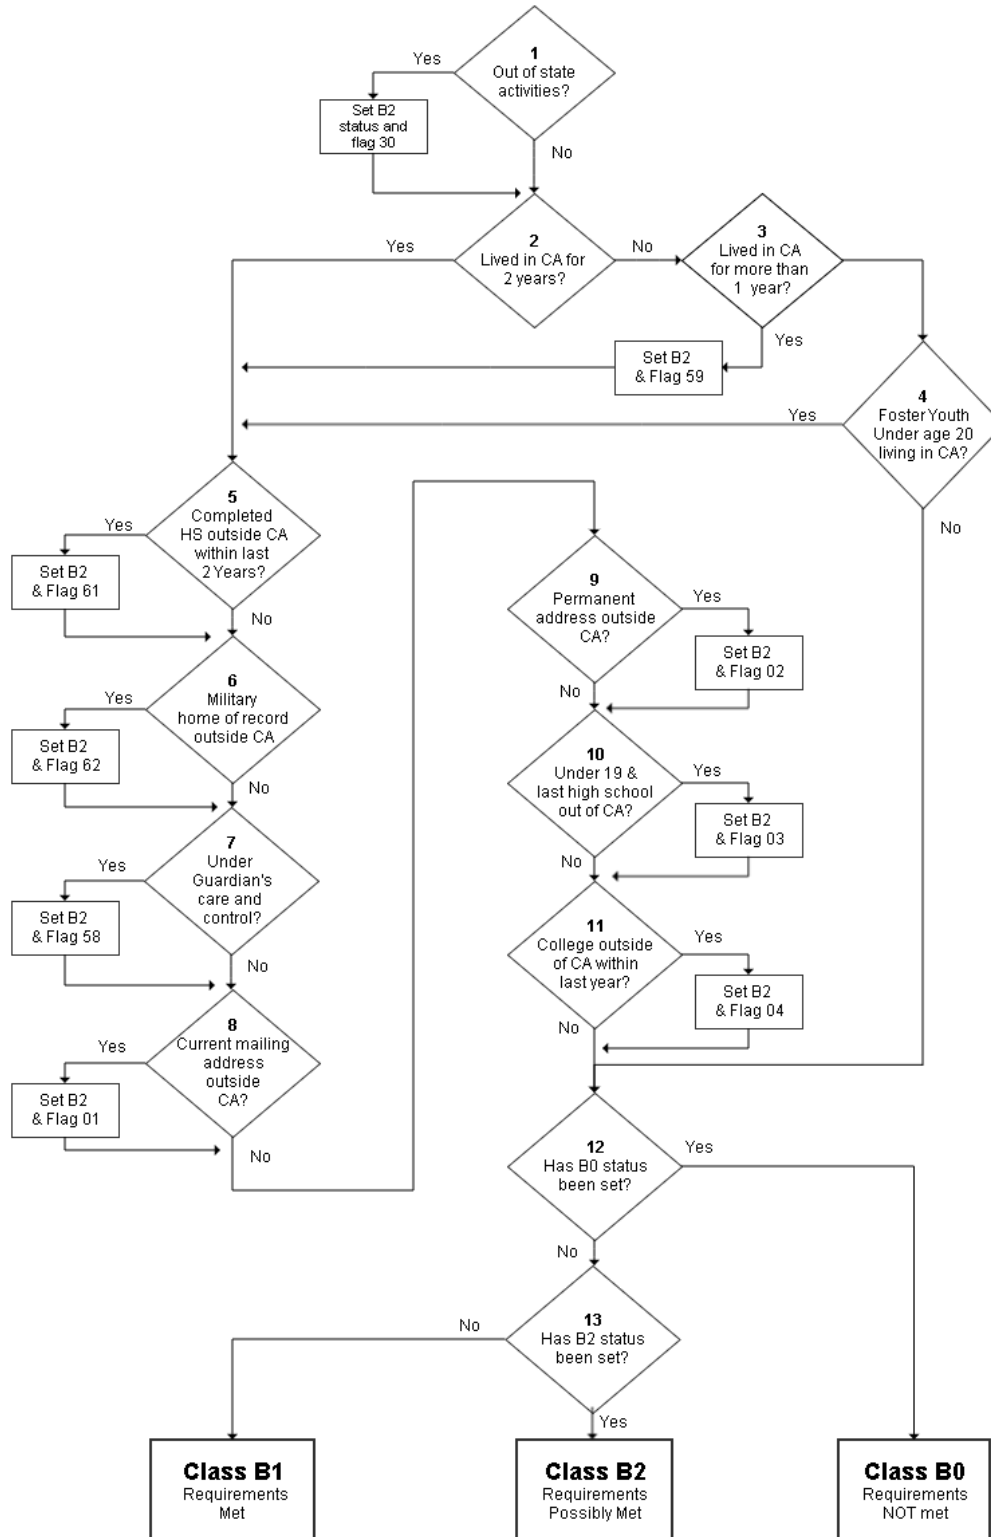 1
Out of state
activities?
Yes
Set B2
status and
flag 30
No
2
Lived in CA for
2 years?
Yes
No
3
Lived in CA
for more than
1 year?
Yes
Set B2
& Flag 59
4
Foster Youth
Under age 20
living in CA?
Yes
No
5
Completed
HS outside CA
within last
2 Years?
Yes
Set B2
& Flag 61
No
6
Military
home of record
outside CA
Yes
Set B2
& Flag 62
No
7
Under
Guardian's
care and
control?
Yes
Set B2
& Flag 58
No
8
Current mailing
address
outside
CA?
Yes
Set B2
& Flag 01
No
9
Permanent
address outside
CA?
Yes
Set B2
& Flag 02
No
10
Under 19 &
last high school
out of CA?
Yes
Set B2
& Flag 03
No
11
College outside
of CA within
last year?
Yes
Set B2
& Flag 04
No
12
Has B0 status
been set?
Yes
No
13
Has B2 status
been set?
No
Yes
Class B1
Requirements
Met
Class B2
Requirements
Possibly Met
Class B0
Requirements
NOT met